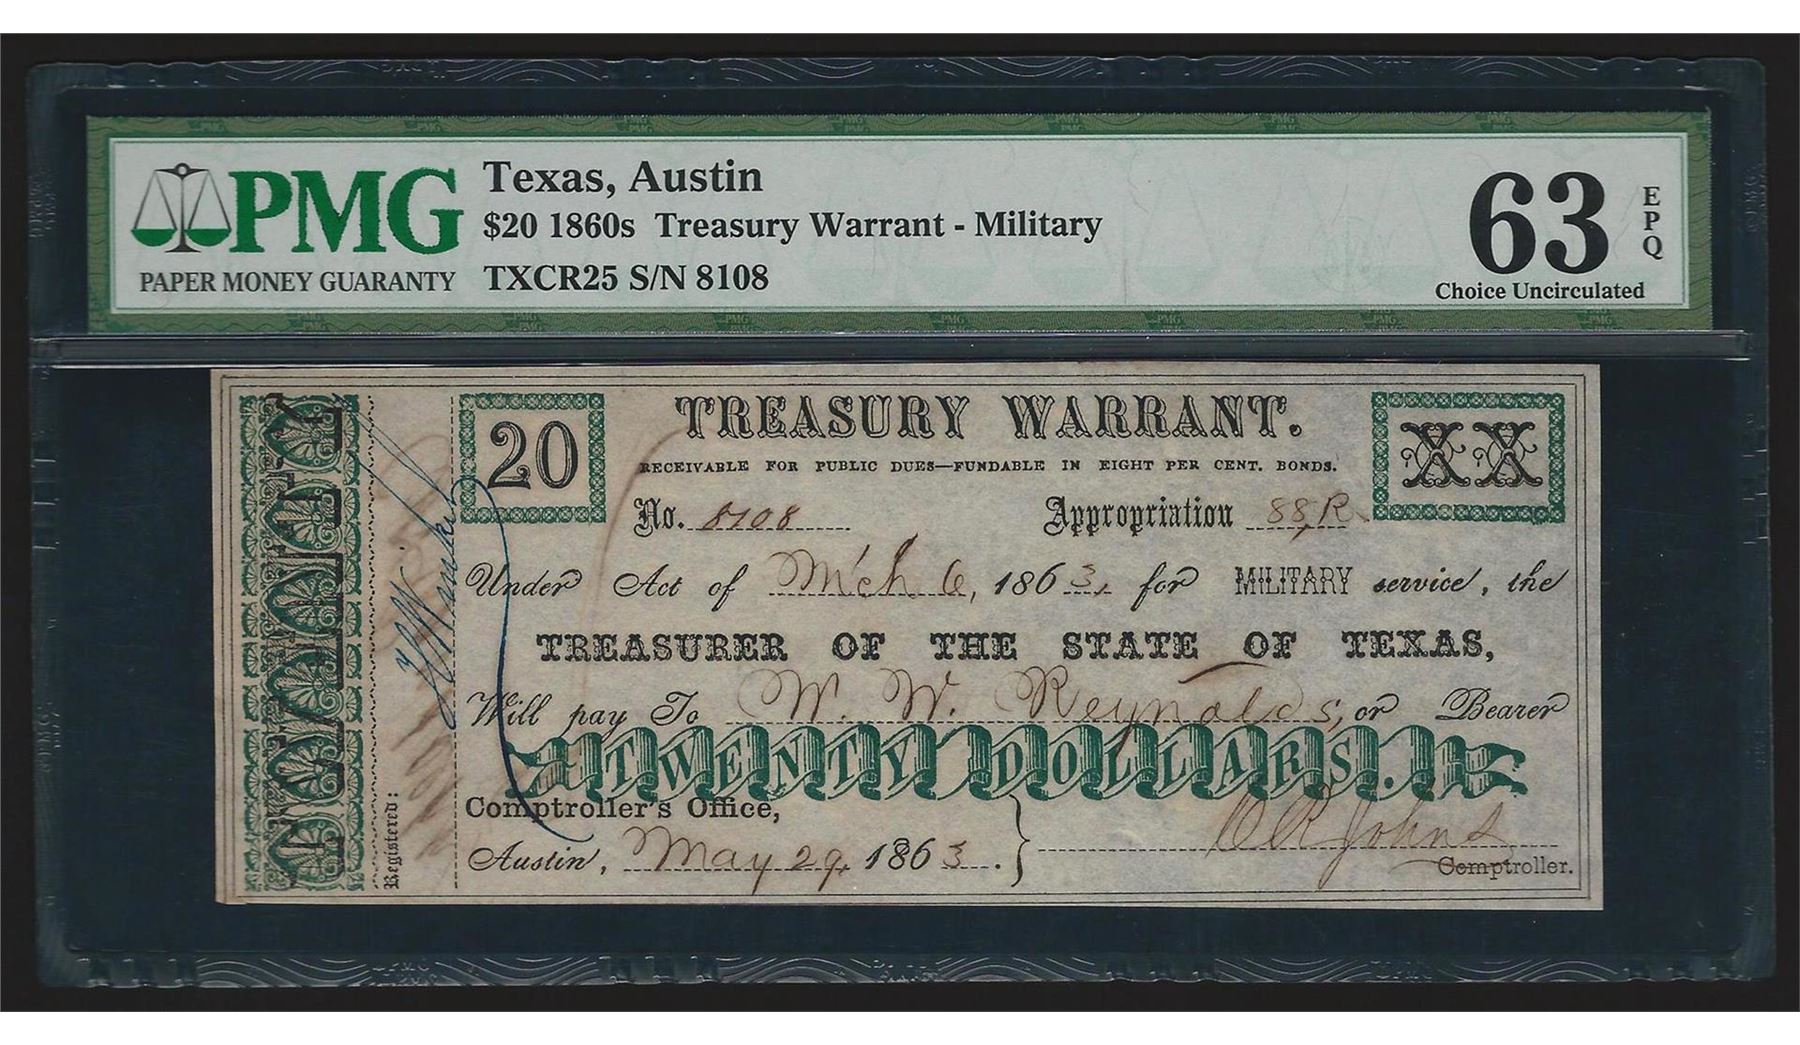 PMG
PAPER MONEY GUARANTY
Texas, Austin
$20 1860s Treasury Warrant - Military
TXCR25 S/N 8108
63
EPQ
Choice Uncirculated
20
TREASURY WARRANT.
XX
RECEIVABLE FOR PUBLIC DUES—FUNDABLE IN EIGHT PER CENT. BONDS.
No. 8108 Appropriation 88,R
Under Act of M'ch 6, 1863, for MILITARY service, the
TREASURER OF THE STATE OF TEXAS,
Will pay To W. W. Reynolds, or Bearer
TWENTY DOLLARS.
Comptroller's Office,
Austin, May 29, 1863.
C R Johns
Comptroller.
Registered: